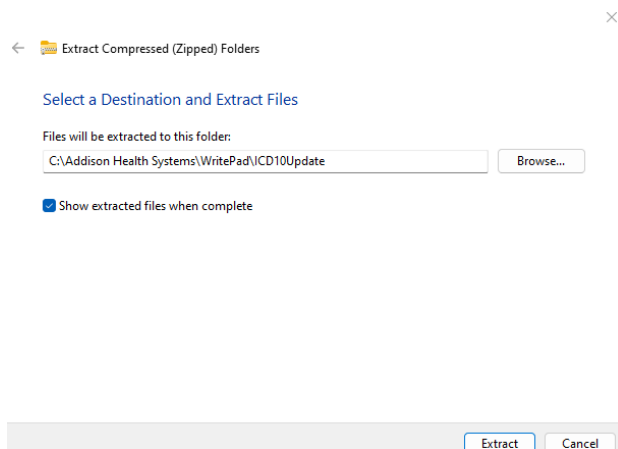 Extract Compressed (Zipped) Folders
Select a Destination and Extract Files
Files will be extracted to this folder:
C:\Addison Health Systems\WritePad\ICD10Update
Browse...
Show extracted files when complete
Extract
Cancel